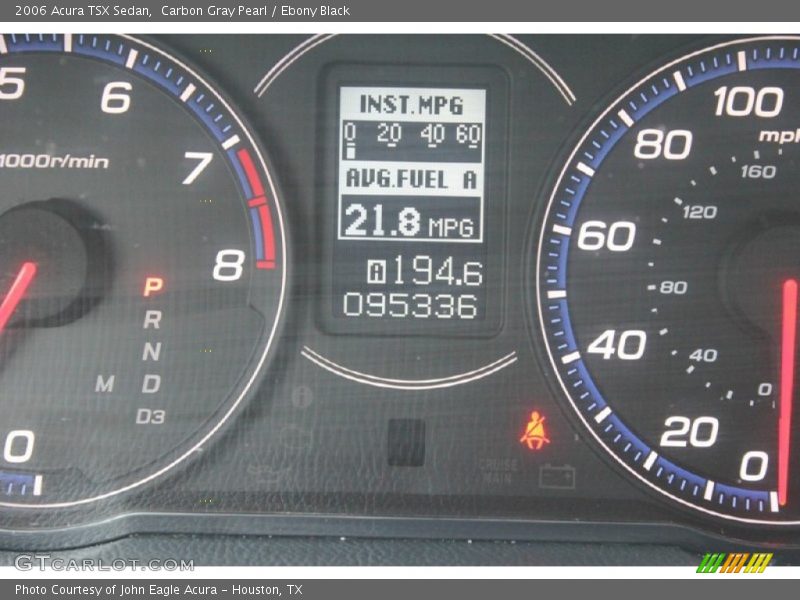 2006 Acura TSX Sedan,  Carbon Gray Pearl / Ebony Black
5
6
7
8
1000r/min
0
P
R
N
M D
D3
INST.MPG
0 20 40 60
AVG.FUEL A
21.8 MPG
A 194.6
095336
CRUISE
MAIN
100
mph
80
160
60
120
80
40
40
20
0
0
GTCARLOT.COM
Photo Courtesy of John Eagle Acura - Houston, TX